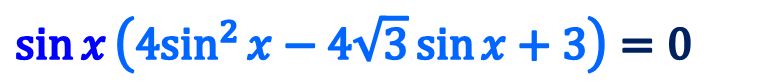 sin x (4sin² x − 4√3 sin x + 3) = 0